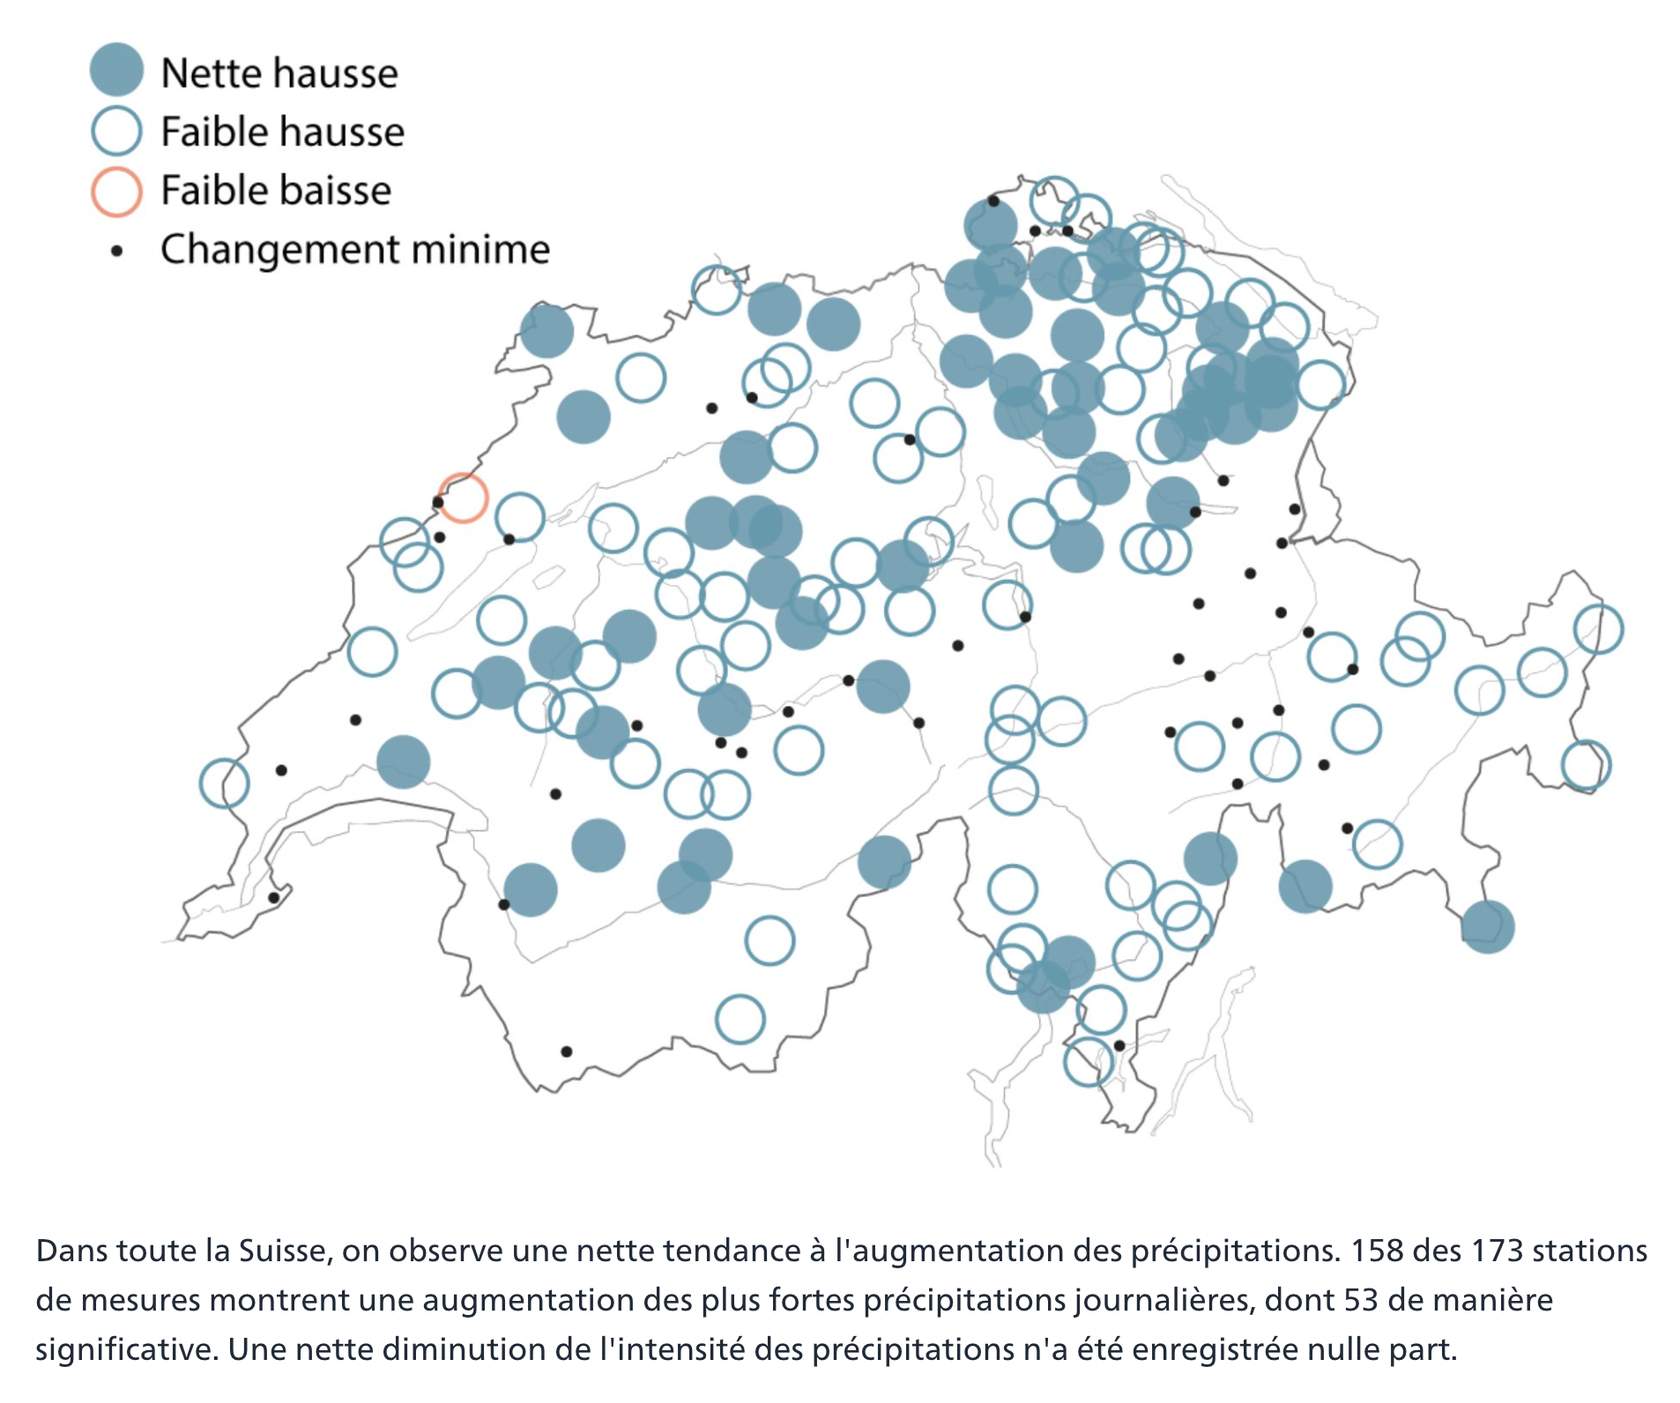 Nette hausse
Faible hausse
Faible baisse
Changement minime
Dans toute la Suisse, on observe une nette tendance à l'augmentation des précipitations. 158 des 173 stations
de mesures montrent une augmentation des plus fortes précipitations journalières, dont 53 de manière
significative. Une nette diminution de l'intensité des précipitations n'a été enregistrée nulle part.